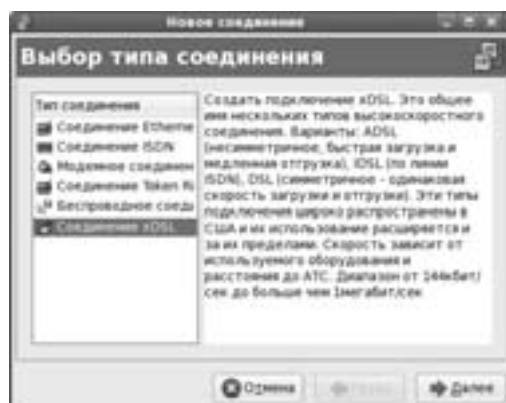 Новое соединение
Выбор типа соединения
Тип соединения
Соединение Etherne
Соединение ISDN
Модемное соединен
Соединение Token Ri
Беспроводное соеди
Соединение xDSL
Создать подключение xDSL. Это общее
имя нескольких типов высокоскоростного
соединения. Варианты: ADSL
(несимметричное, быстрая загрузка и
медленная отгрузка), IDSL (по линии
ISDN), DSL (симметричное - одинаковая
скорость загрузки и отгрузки). Эти типы
подключения широко распространены в
США и их использование расширяется и
за их пределами. Скорость зависит от
используемого оборудования и
расстояния до АТС. Диапазон от 144кбит/
сек до больше чем 1мегабит/сек
Отмена
Далее